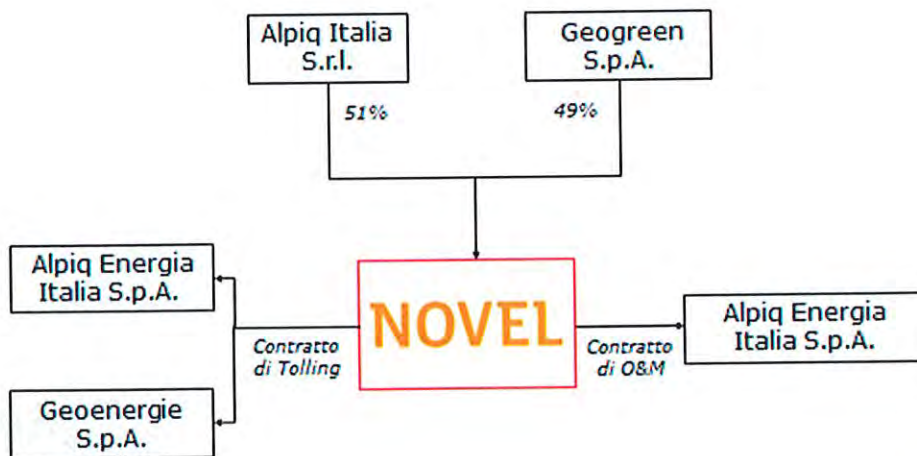 Alpiq Italia
S.r.l.
Geogreen
S.p.A.
51%
49%
Alpiq Energia
Italia S.p.A.
NOVEL
Alpiq Energia
Italia S.p.A.
Contratto
di Tolling
Contratto
di O&M
Geoenergie
S.p.A.